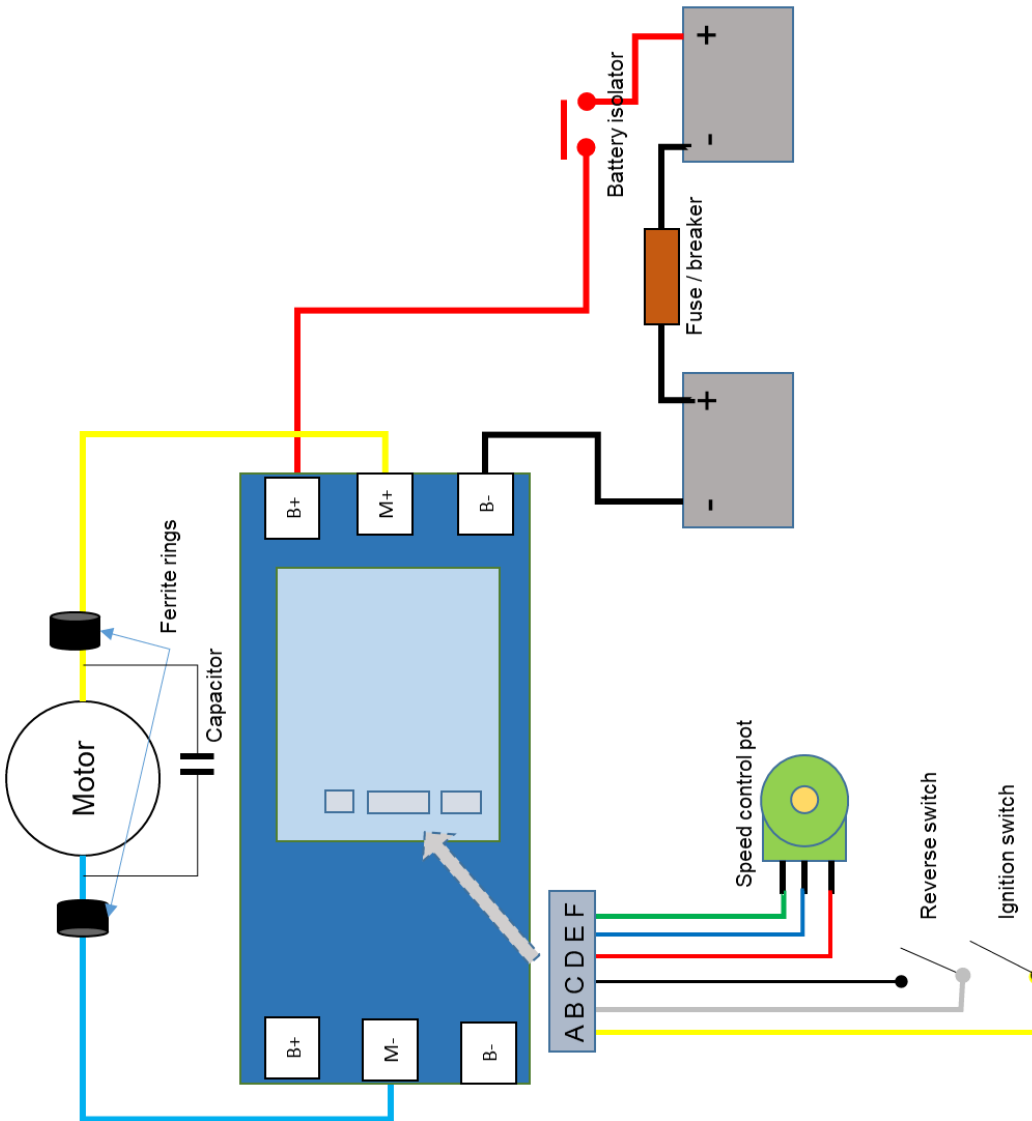 Motor
Ferrite rings
Capacitor
B+
M+
B-
B+
M-
B-
Battery isolator
+
-
Fuse / breaker
+
-
A B C D E F
Speed control pot
Reverse switch
Ignition switch